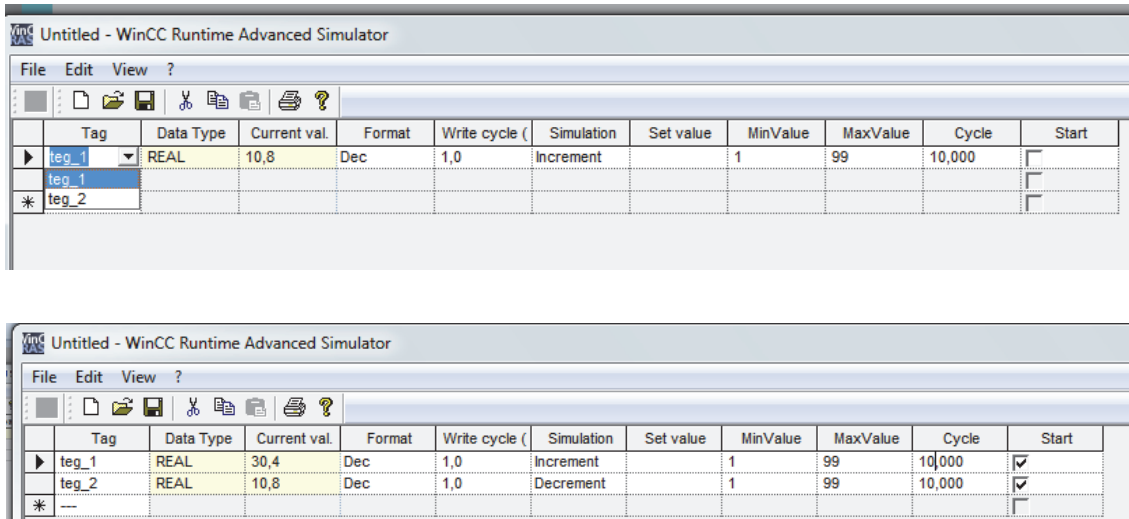 Untitled - WinCC Runtime Advanced Simulator
File Edit View ?
Tag Data Type Current val. Format Write cycle ( Simulation Set value MinValue MaxValue Cycle Start
teg_1 REAL 10,8 Dec 1,0 Increment 1 99 10,000
teg_1
teg_2
Untitled - WinCC Runtime Advanced Simulator
File Edit View ?
Tag Data Type Current val. Format Write cycle ( Simulation Set value MinValue MaxValue Cycle Start
teg_1 REAL 30,4 Dec 1,0 Increment 1 99 10,000
teg_2 REAL 10,8 Dec 1,0 Decrement 1 99 10,000
---